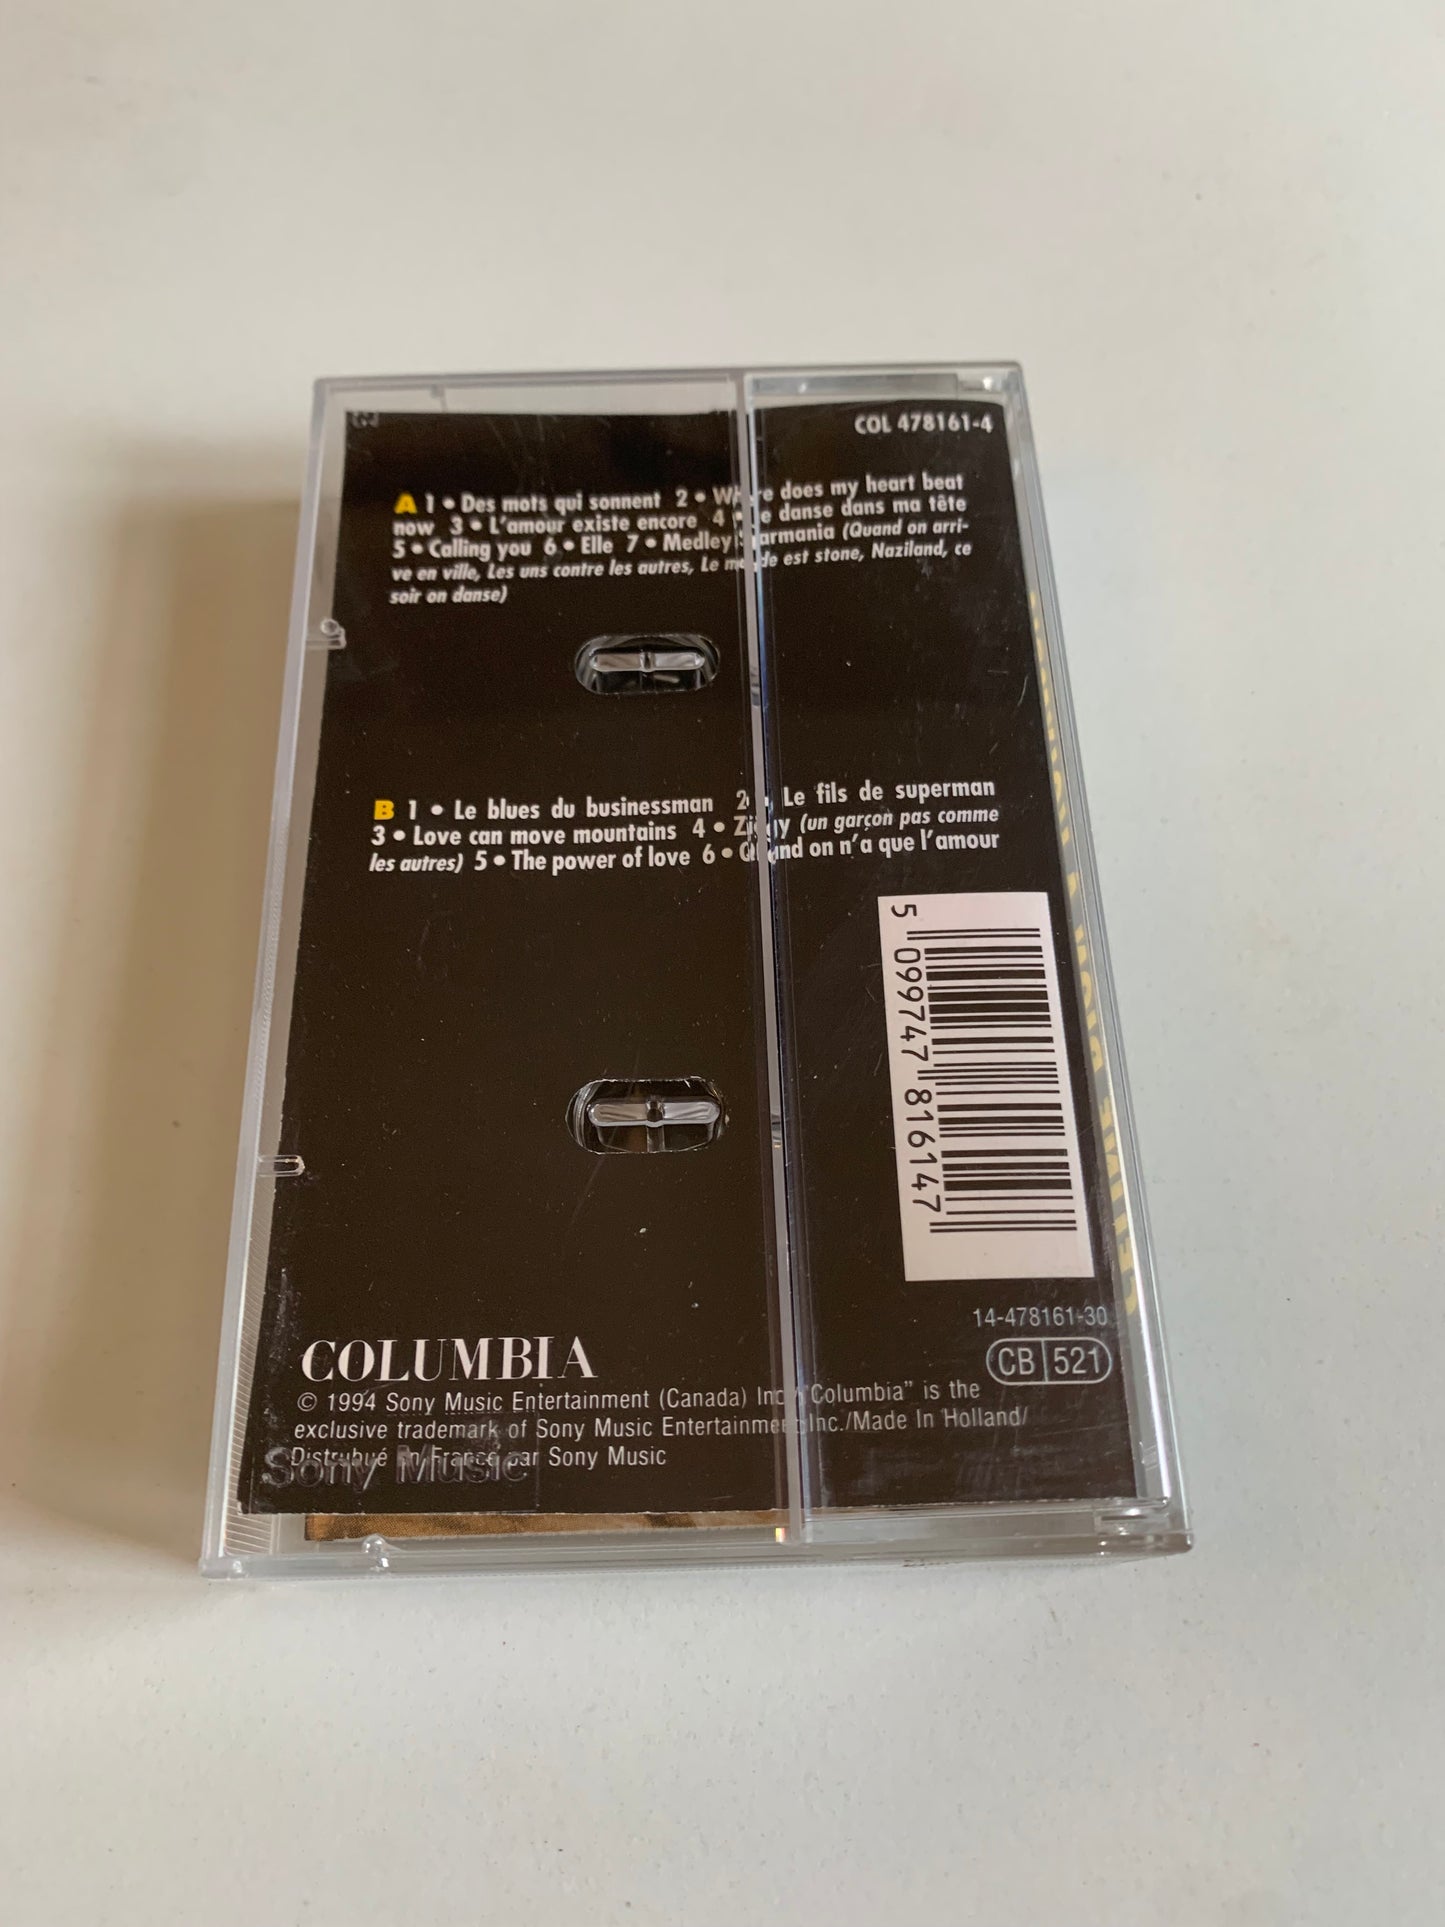 COL 478161-4
A 1 • Des mots qui sonnent 2 • Where does my heart beat
now 3 • L'amour existe encore 4 • Je danse dans ma tête
5 • Calling you 6 • Elle 7 • Medley Starmania (Quand on arri-
ve en ville, Les uns contre les autres, Le monde est stone, Naziland, ce
soir on danse)
B 1 • Le blues du businessman 2 • Le fils de superman
3 • Love can move mountains 4 • Ziggy (un garçon pas comme
les autres) 5 • The power of love 6 • Quand on n'a que l'amour
5 099747 816147
14-478161-30
CB 521
COLUMBIA
© 1994 Sony Music Entertainment (Canada) Inc./"Columbia" is the
exclusive trademark of Sony Music Entertainment Inc./Made In Holland/
Distrubué en France par Sony Music
Sony Music